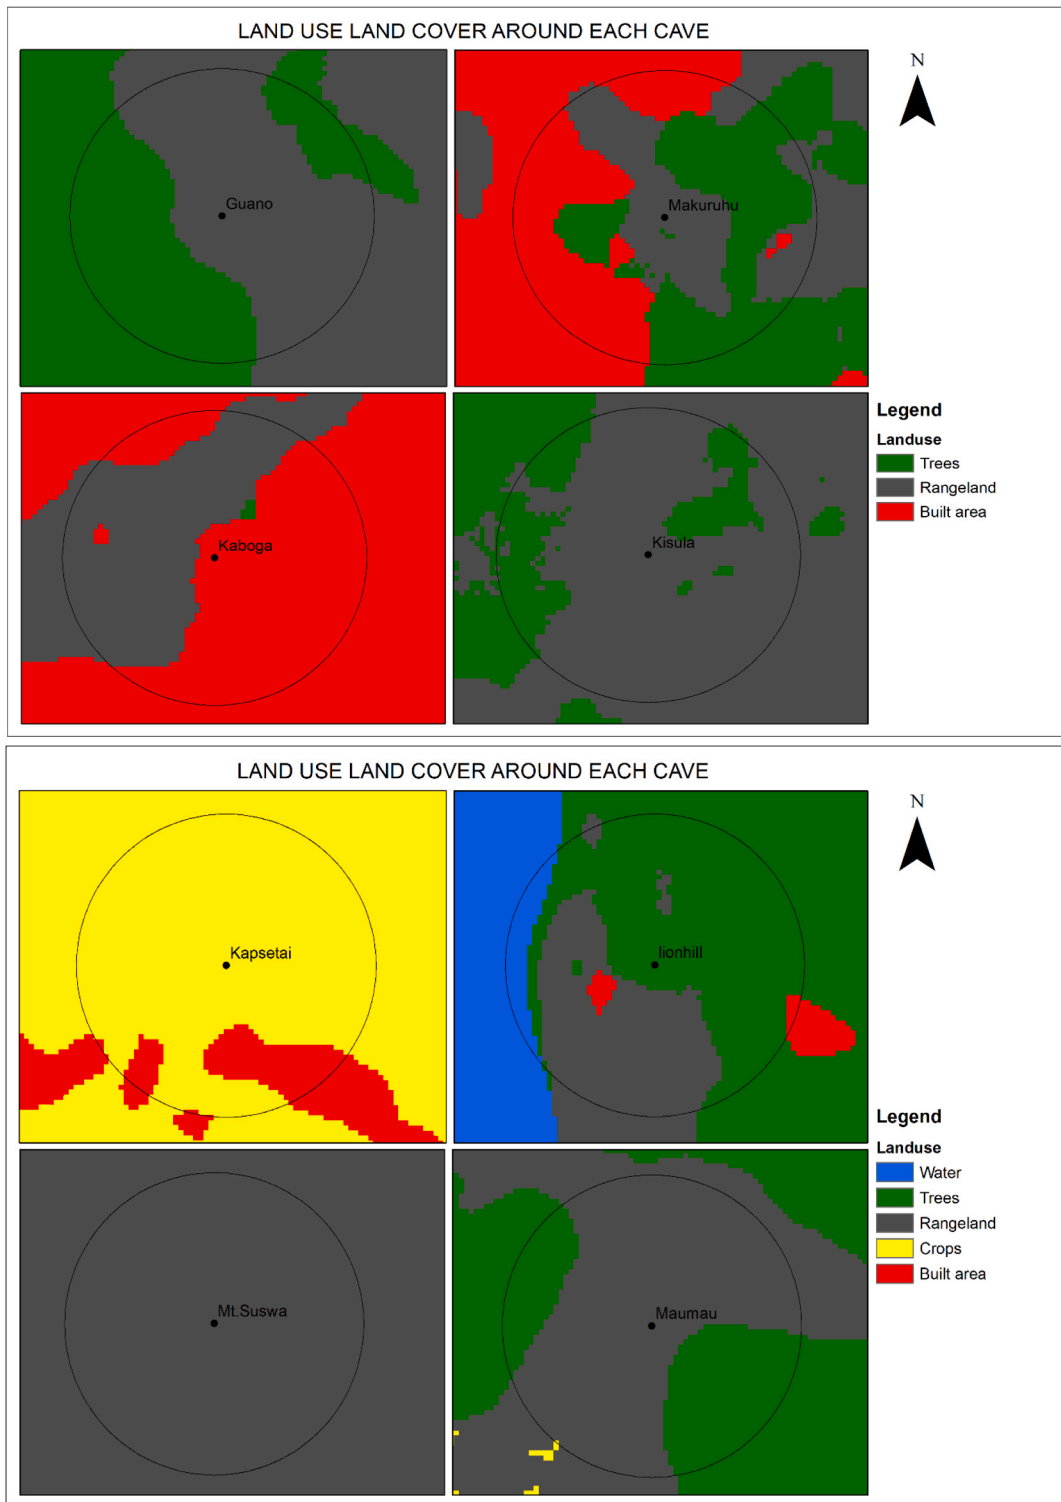 LAND USE LAND COVER AROUND EACH CAVE
N
Guano
Makuruhu
Kaboga
Kisula
Legend
Landuse
Trees
Rangeland
Built area
LAND USE LAND COVER AROUND EACH CAVE
N
Kapsetai
lionhill
Mt.Suswa
Maumau
Legend
Landuse
Water
Trees
Rangeland
Crops
Built area